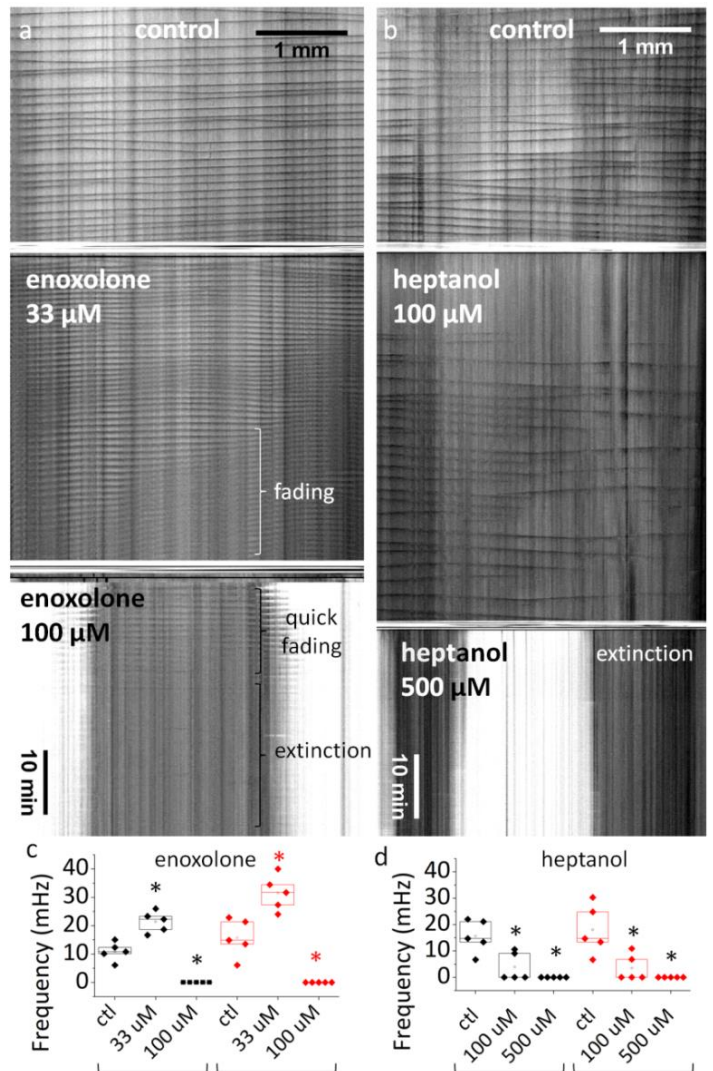 a
control
1 mm
enoxolone
33 µM
fading
enoxolone
100 µM
quick
fading
extinction
10 min
b
control
1 mm
heptanol
100 µM
heptanol
500 µM
extinction
10 min
c
enoxolone
Frequency (mHz)
40
30
20
10
0
*
*
*
*
ctl
33 uM
100 uM
ctl
33 uM
100 uM
d
heptanol
Frequency (mHz)
40
30
20
10
0
*
*
*
*
ctl
100 uM
500 uM
ctl
100 uM
500 uM